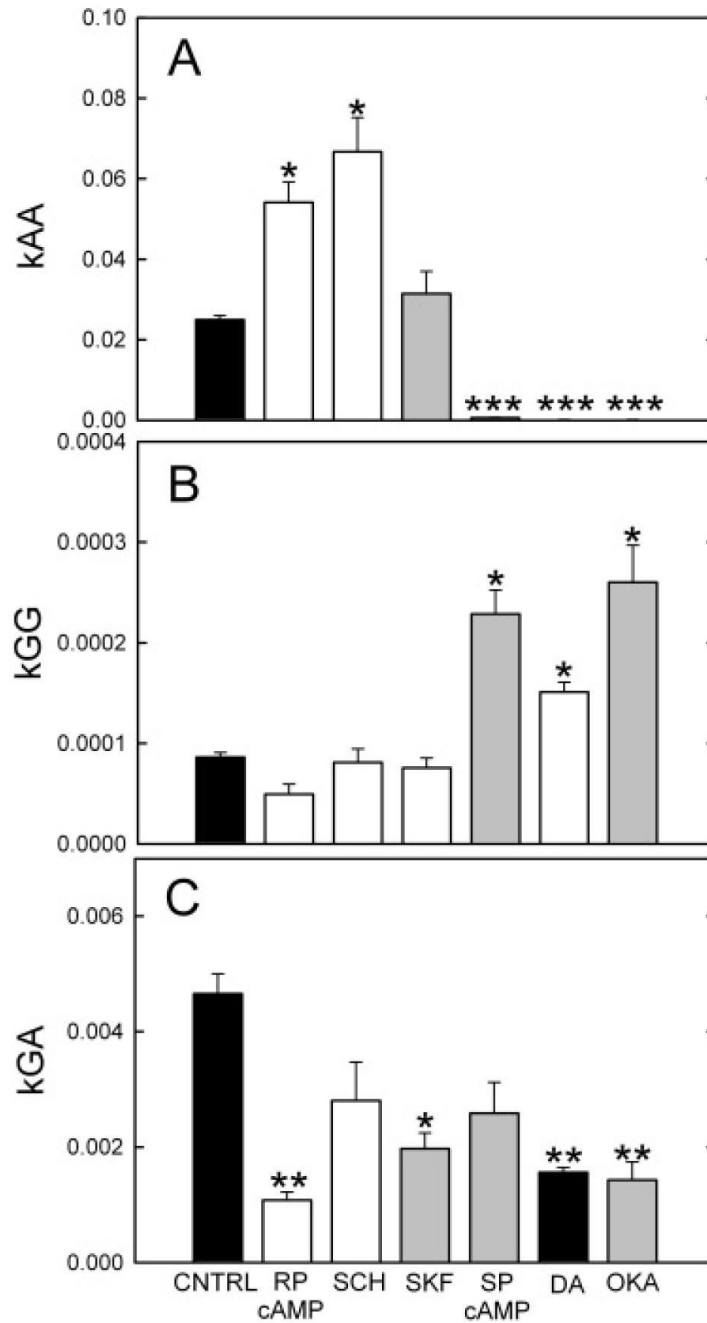 0.10
A
0.08
*
*
0.06
kAA
0.04
0.02
*** *** ***
0.00
0.0004
B
0.0003
*
*
kGG
0.0002
*
0.0001
0.0000
C
0.006
kGA
0.004
*
0.002
** ** **
0.000
CNTRL RP SCH SKF SP DA OKA
cAMP cAMP